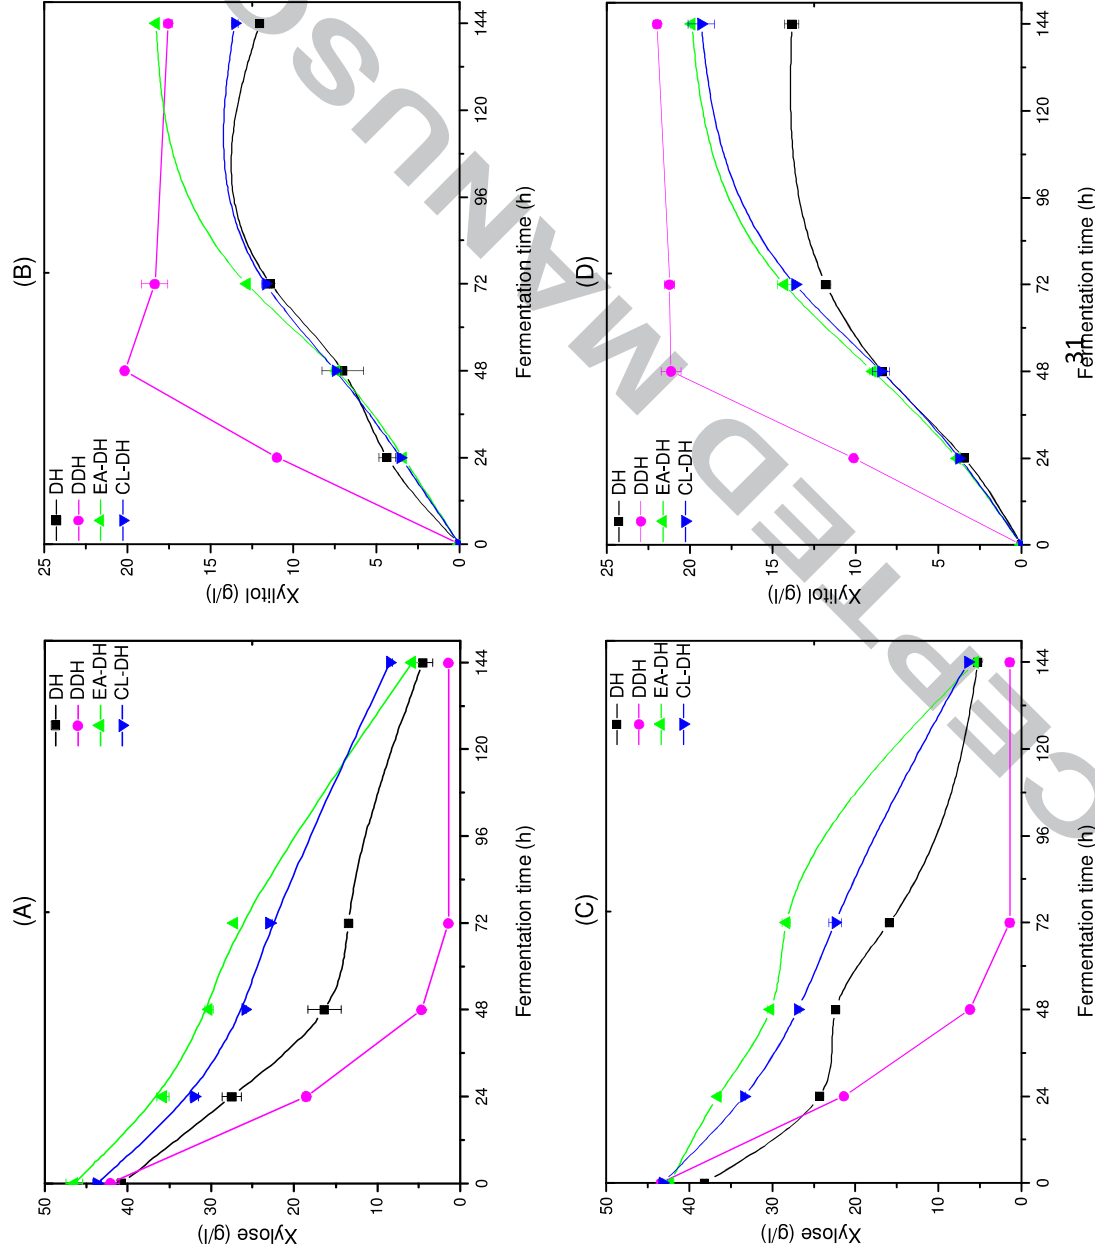 (A)
DH
DDH
EA-DH
CL-DH
Xylose (g/l)
50
40
30
20
10
0
0
24
48
72
96
120
144
Fermentation time (h)
(B)
DH
DDH
EA-DH
CL-DH
Xylitol (g/l)
25
20
15
10
5
0
0
24
48
72
96
120
144
Fermentation time (h)
(C)
DH
DDH
EA-DH
CL-DH
Xylose (g/l)
50
40
30
20
10
0
0
24
48
72
96
120
144
Fermentation time (h)
(D)
DH
DDH
EA-DH
CL-DH
Xylitol (g/l)
25
20
15
10
5
0
0
24
48
72
96
120
144
Fermentation time (h)
31
CEPTED MANUSC